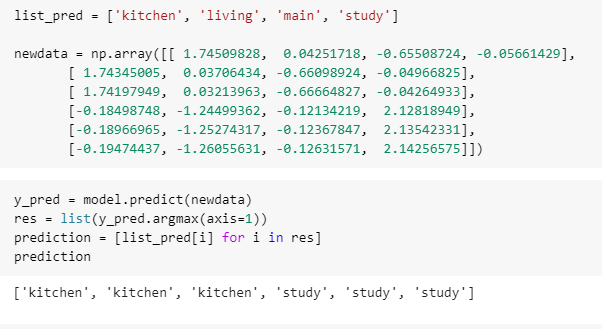 list_pred = ['kitchen', 'living', 'main', 'study']
newdata = np.array([[ 1.74509828,  0.04251718, -0.65508724, -0.05661429],
[ 1.74345005,  0.03706434, -0.66098924, -0.04966825],
[ 1.74197949,  0.03213963, -0.66664827, -0.04264933],
[-0.18498748, -1.24499362, -0.12134219,  2.12818949],
[-0.18966965, -1.25274317, -0.12367847,  2.13542331],
[-0.19474437, -1.26055631, -0.12631571,  2.14256575]])
y_pred = model.predict(newdata)
res = list(y_pred.argmax(axis=1))
prediction = [list_pred[i] for i in res]
prediction
['kitchen', 'kitchen', 'kitchen', 'study', 'study', 'study']